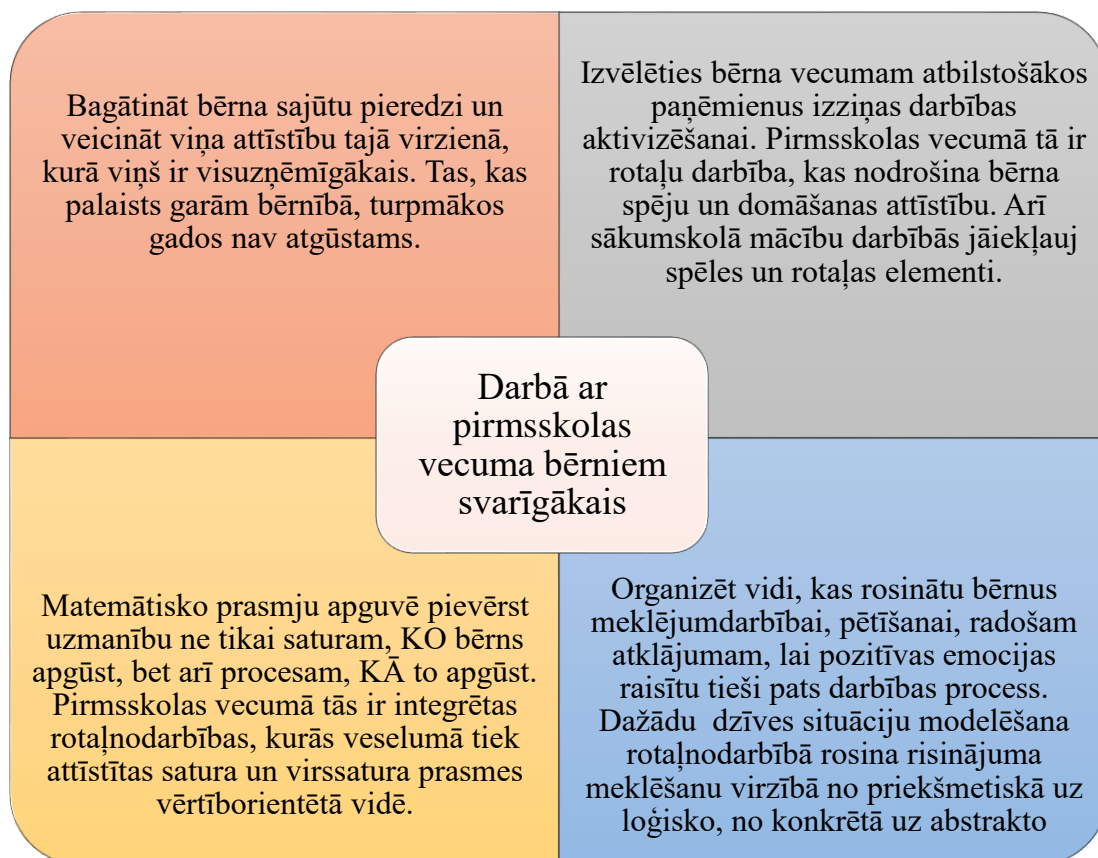 Bagātināt bērna sajūtu pieredzi un
veicināt viņa attīstību tajā virzienā,
kurā viņš ir visuzņēmīgākais. Tas, kas
palaists garām bērnībā, turpmākos
gados nav atgūstams.
Izvēlēties bērna vecumam atbilstošākos
paņēmienus izziņas darbības
aktivizēšanai. Pirmsskolas vecumā tā ir
rotaļu darbība, kas nodrošina bērna
spēju un domāšanas attīstību. Arī
sākumskolā mācību darbībās jāiekļauj
spēles un rotaļas elementi.
Darbā ar
pirmsskolas
vecuma bērniem
svarīgākais
Matemātisko prasmju apguvē pievērst
uzmanību ne tikai saturam, KO bērns
apgūst, bet arī procesam, KĀ to apgūst.
Pirmsskolas vecumā tās ir integrētas
rotaļnodarbības, kurās veselumā tiek
attīstītas satura un virssatura prasmes
vērtīborientētā vidē.
Organizēt vidi, kas rosinātu bērnus
meklējumdarbībai, pētīšanai, radošam
atklājumam, lai pozitīvas emocijas
raisītu tieši pats darbības process.
Dažādu  dzīves situāciju modelēšana
rotaļnodarbībā rosina risinājuma
meklēšanu virzībā no priekšmetiskā uz
loģisko, no konkrētā uz abstrakto